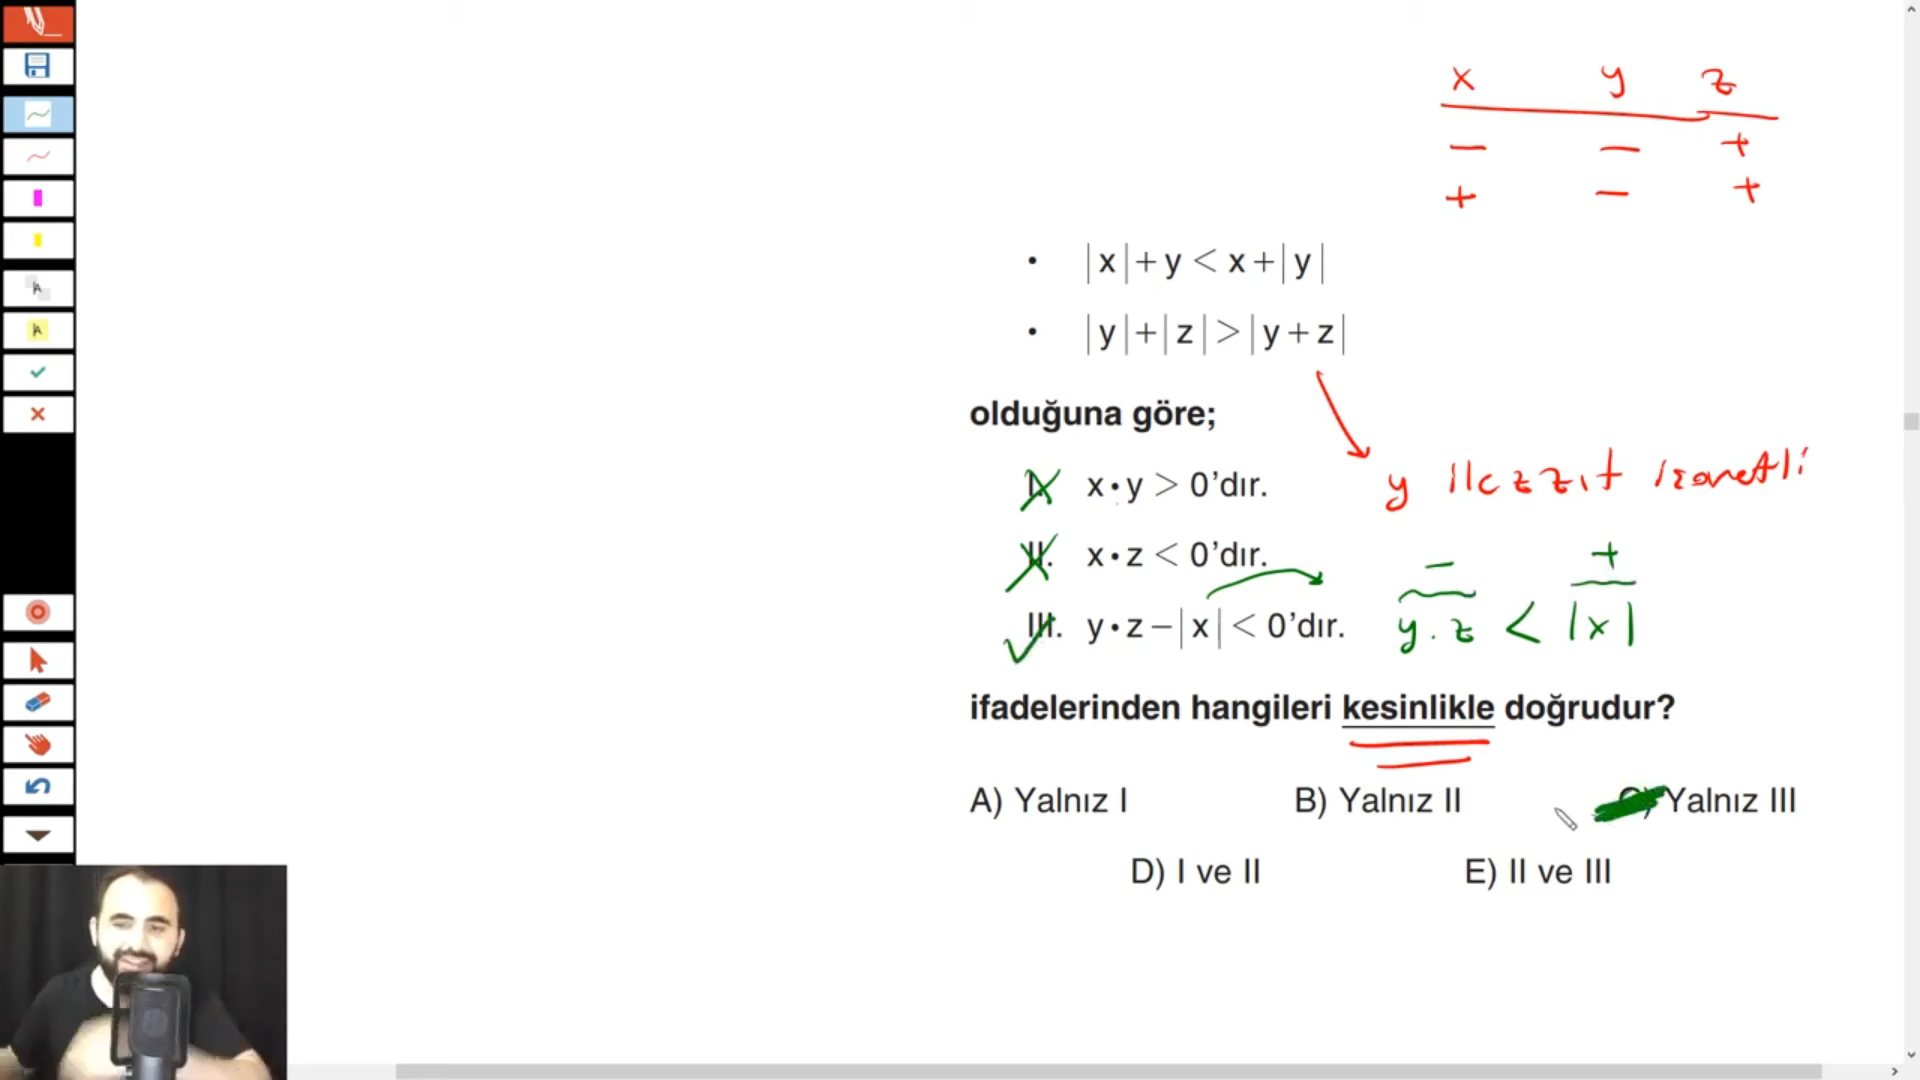 x y z
— — +
+ — +
• |x|+y < x+|y|
• |y|+|z|>|y+z|
olduğuna göre;
I. x•y > 0'dır.
y ile z zıt işaretli
II. x•z < 0'dır.
− +
III. y•z−|x| < 0'dır. y.z < |x|
ifadelerinden hangileri kesinlikle doğrudur?
A) Yalnız I B) Yalnız II C) Yalnız III
D) I ve II E) II ve III